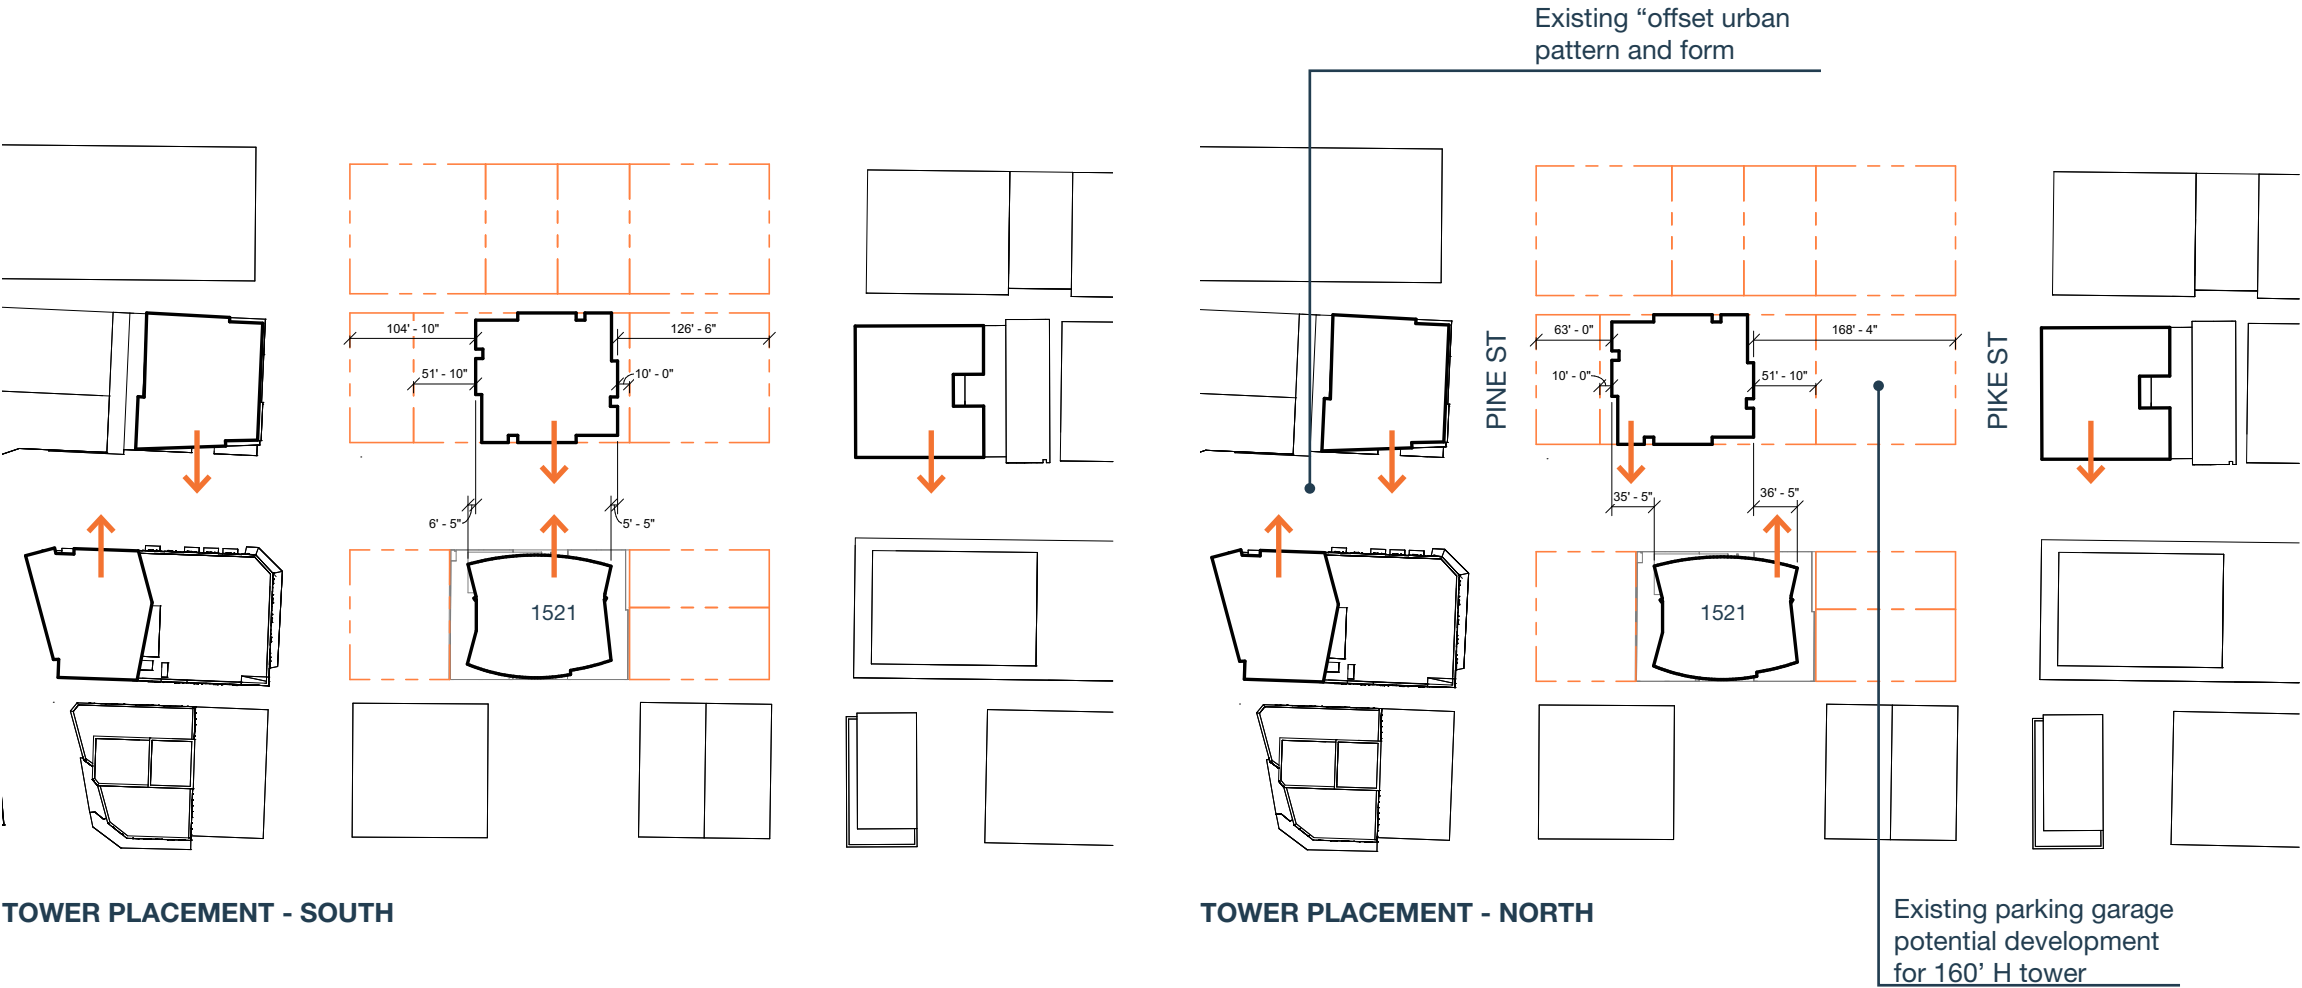 Existing “offset urban
pattern and form
104' - 10"
126' - 6"
51' - 10"
10' - 0"
6' - 5"
5' - 5"
1521
TOWER PLACEMENT - SOUTH
PINE ST
63' - 0"
168' - 4"
PIKE ST
10' - 0"
51' - 10"
35' - 5"
36' - 5"
1521
TOWER PLACEMENT - NORTH
Existing parking garage
potential development
for 160’ H tower